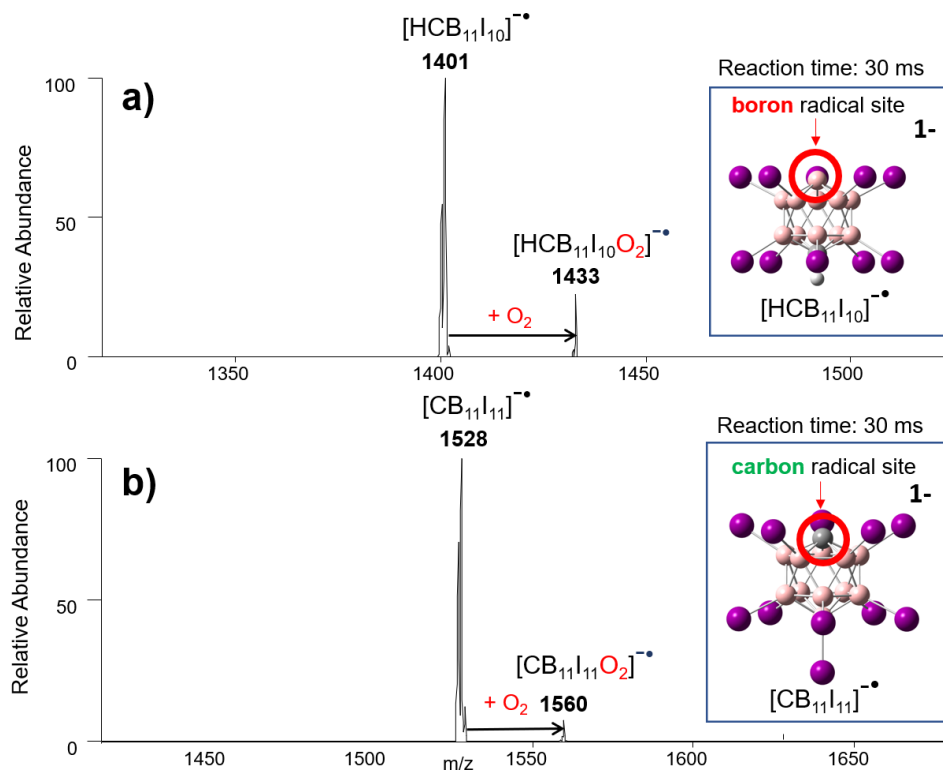 [HCB₁₁I₁₀]⁻•
1401
Reaction time: 30 ms
a)
boron radical site
1-
[HCB₁₁I₁₀O₂]⁻•
1433
+ O₂
[HCB₁₁I₁₀]⁻•
Relative Abundance
100
50
0
1350
1400
1450
1500
[CB₁₁I₁₁]⁻•
1528
Reaction time: 30 ms
b)
carbon radical site
1-
[CB₁₁I₁₁O₂]⁻•
1560
+ O₂
[CB₁₁I₁₁]⁻•
Relative Abundance
100
50
0
1450
1500
1550
1600
1650
m/z